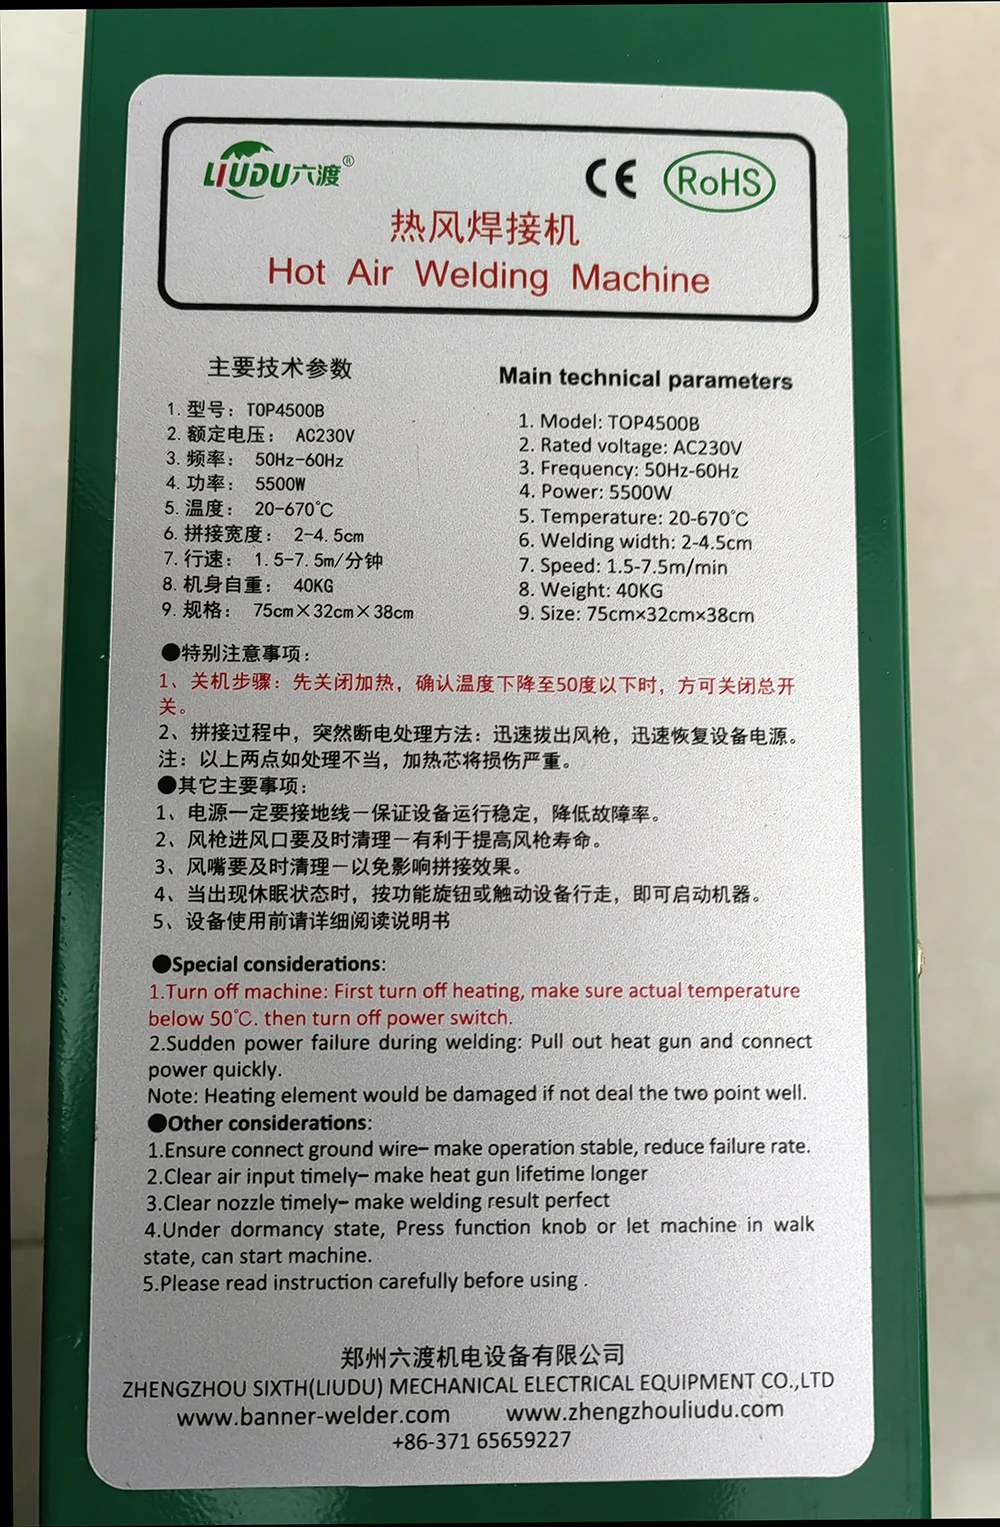 LIUDU六渡®
CE RoHS
热风焊接机
Hot Air Welding Machine
主要技术参数
1. 型号: TOP4500B
2. 额定电压: AC230V
3. 频率: 50Hz-60Hz
4. 功率: 5500W
5. 温度: 20-670℃
6. 拼接宽度: 2-4.5cm
7. 行速: 1.5-7.5m/分钟
8. 机身自重: 40KG
9. 规格: 75cm×32cm×38cm
Main technical parameters
1. Model: TOP4500B
2. Rated voltage: AC230V
3. Frequency: 50Hz-60Hz
4. Power: 5500W
5. Temperature: 20-670℃
6. Welding width: 2-4.5cm
7. Speed: 1.5-7.5m/min
8. Weight: 40KG
9. Size: 75cm×32cm×38cm
●特别注意事项:
1、关机步骤: 先关闭加热, 确认温度下降至50度以下时, 方可关闭总开
关。
2、拼接过程中, 突然断电处理方法: 迅速拔出风枪, 迅速恢复设备电源。
注: 以上两点如处理不当, 加热芯将损伤严重。
●其它主要事项:
1、电源一定要接地线—保证设备运行稳定, 降低故障率。
2、风枪进风口要及时清理—有利于提高风枪寿命。
3、风嘴要及时清理—以免影响拼接效果。
4、当出现休眠状态时, 按功能旋钮或触动设备行走, 即可启动机器。
5、设备使用前请详细阅读说明书
●Special considerations:
1.Turn off machine: First turn off heating, make sure actual temperature
below 50℃. then turn off power switch.
2.Sudden power failure during welding: Pull out heat gun and connect
power quickly.
Note: Heating element would be damaged if not deal the two point well.
●Other considerations:
1.Ensure connect ground wire– make operation stable, reduce failure rate.
2.Clear air input timely– make heat gun lifetime longer
3.Clear nozzle timely– make welding result perfect
4.Under dormancy state, Press function knob or let machine in walk
state, can start machine.
5.Please read instruction carefully before using .
郑州六渡机电设备有限公司
ZHENGZHOU SIXTH(LIUDU) MECHANICAL ELECTRICAL EQUIPMENT CO.,LTD
www.banner-welder.com www.zhengzhouliudu.com
+86-371 65659227